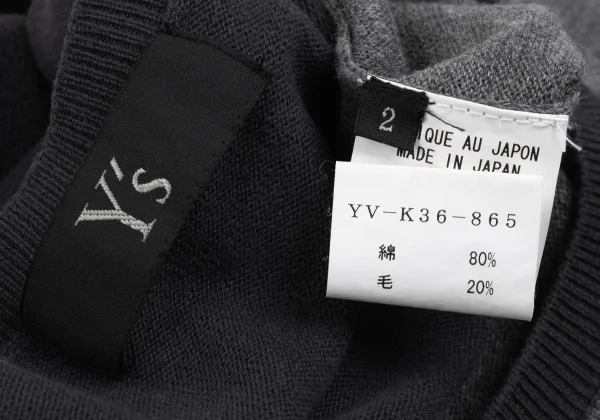 Y's
2
QUE AU JAPON
MADE IN JAPAN
YV-K36-865
綿 80%
毛 20%